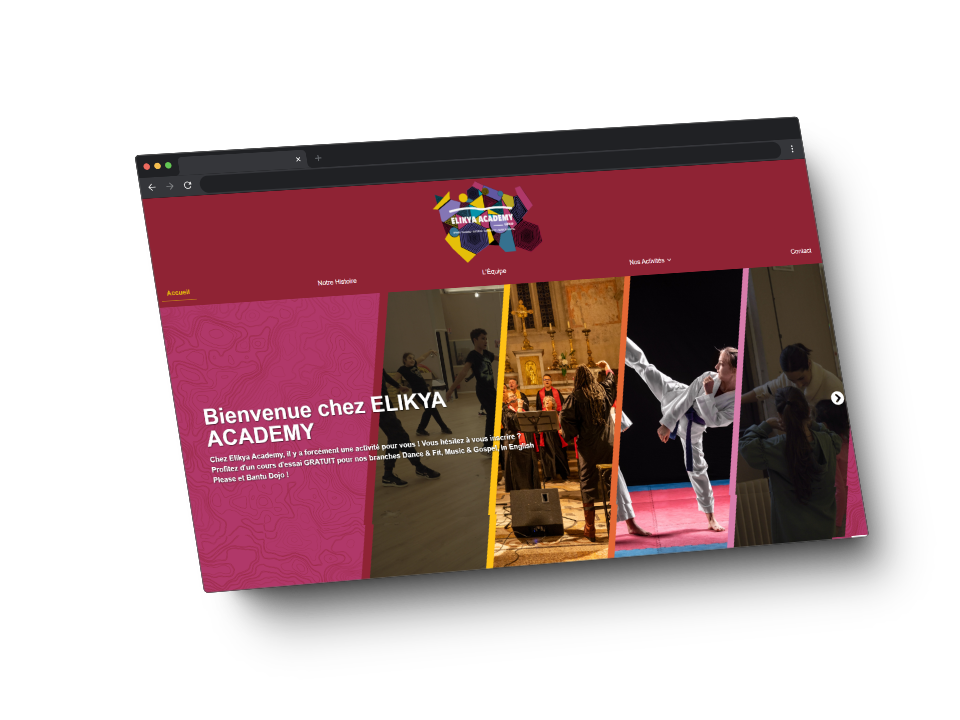 ELIKYA ACADEMY
Accueil
Notre Histoire
L'Équipe
Nos Activités
Contact
Bienvenue chez ELIKYA
ACADEMY
Chez Elikya Academy, il y a forcément une activité pour vous ! Vous hésitez à vous inscrire ?
Profitez d'un cours d'essai GRATUIT pour nos branches Dance & Fit, Music & Gospel, In English
Please et Bantu Dojo !